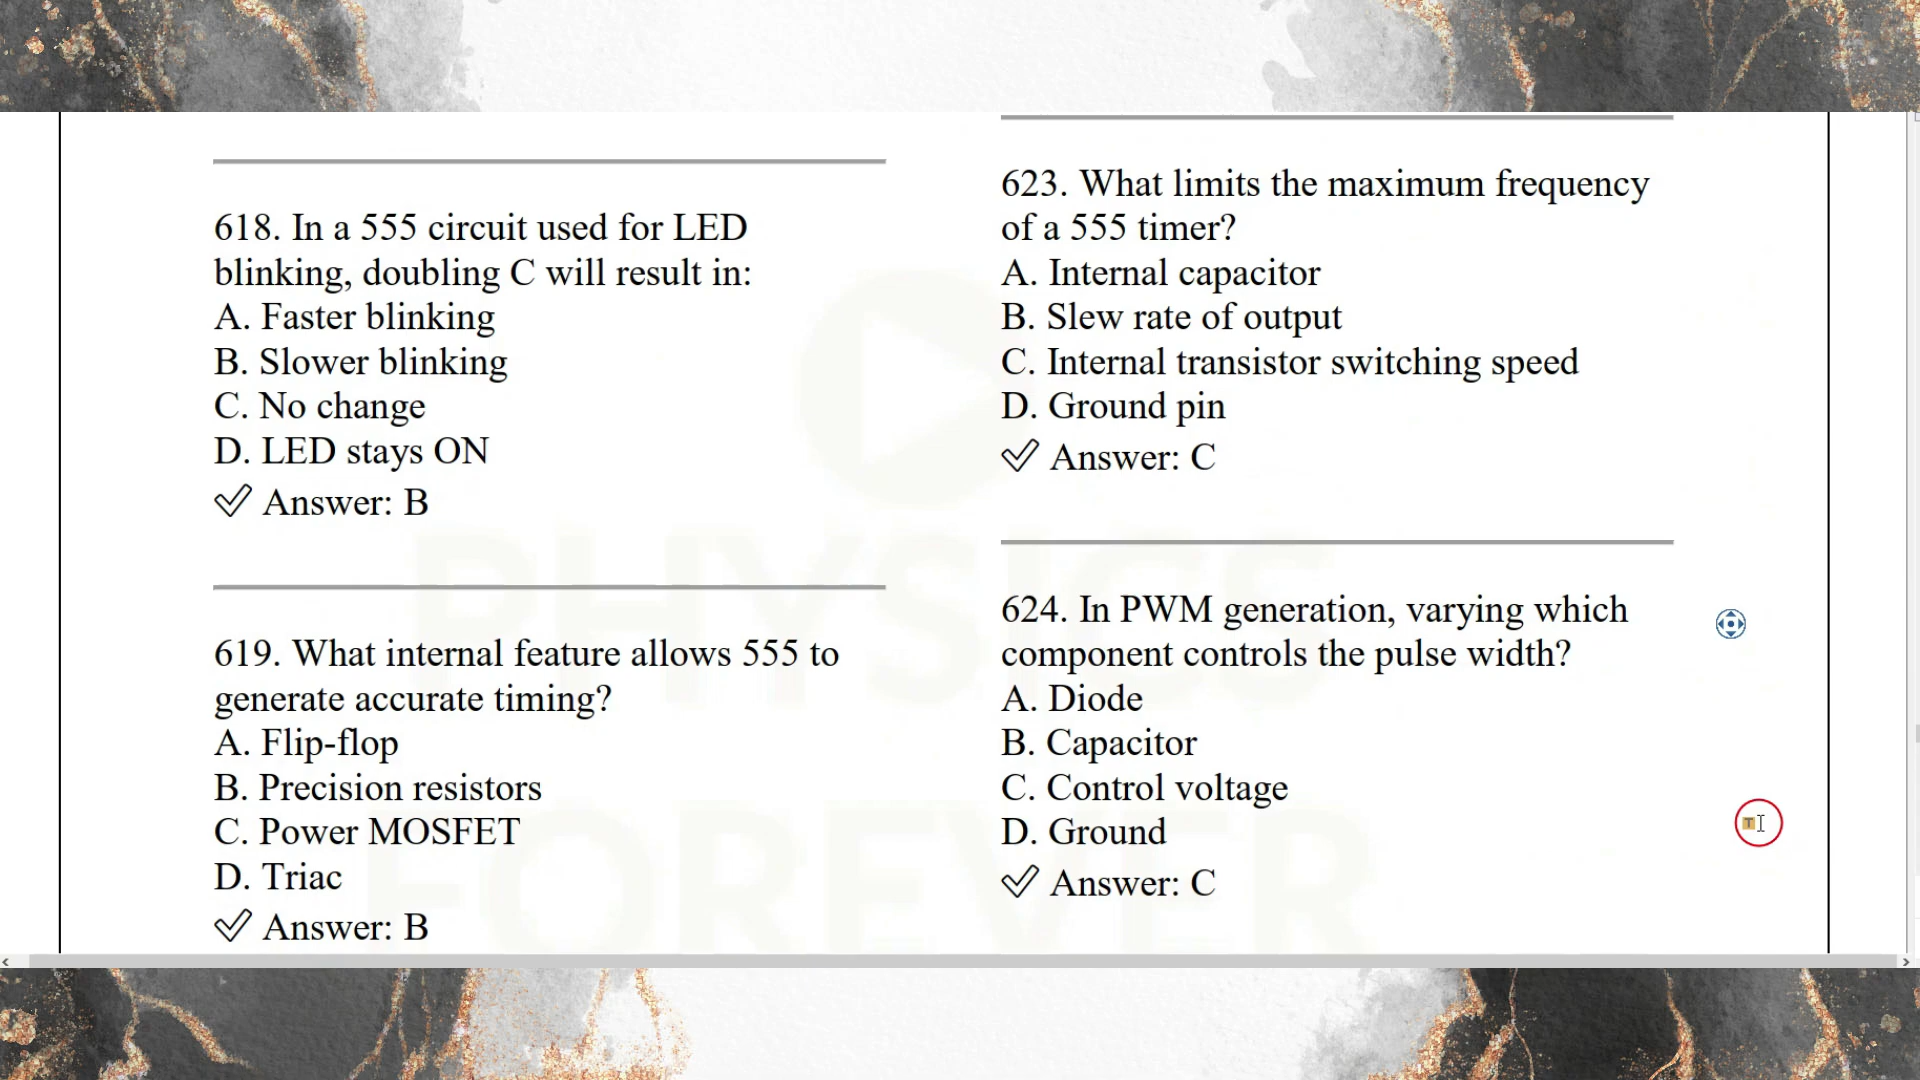 618. In a 555 circuit used for LED
blinking, doubling C will result in:
A. Faster blinking
B. Slower blinking
C. No change
D. LED stays ON
✓ Answer: B
619. What internal feature allows 555 to
generate accurate timing?
A. Flip-flop
B. Precision resistors
C. Power MOSFET
D. Triac
✓ Answer: B
623. What limits the maximum frequency
of a 555 timer?
A. Internal capacitor
B. Slew rate of output
C. Internal transistor switching speed
D. Ground pin
✓ Answer: C
624. In PWM generation, varying which
component controls the pulse width?
A. Diode
B. Capacitor
C. Control voltage
D. Ground
✓ Answer: C
PHYSICS
FOREVER
T